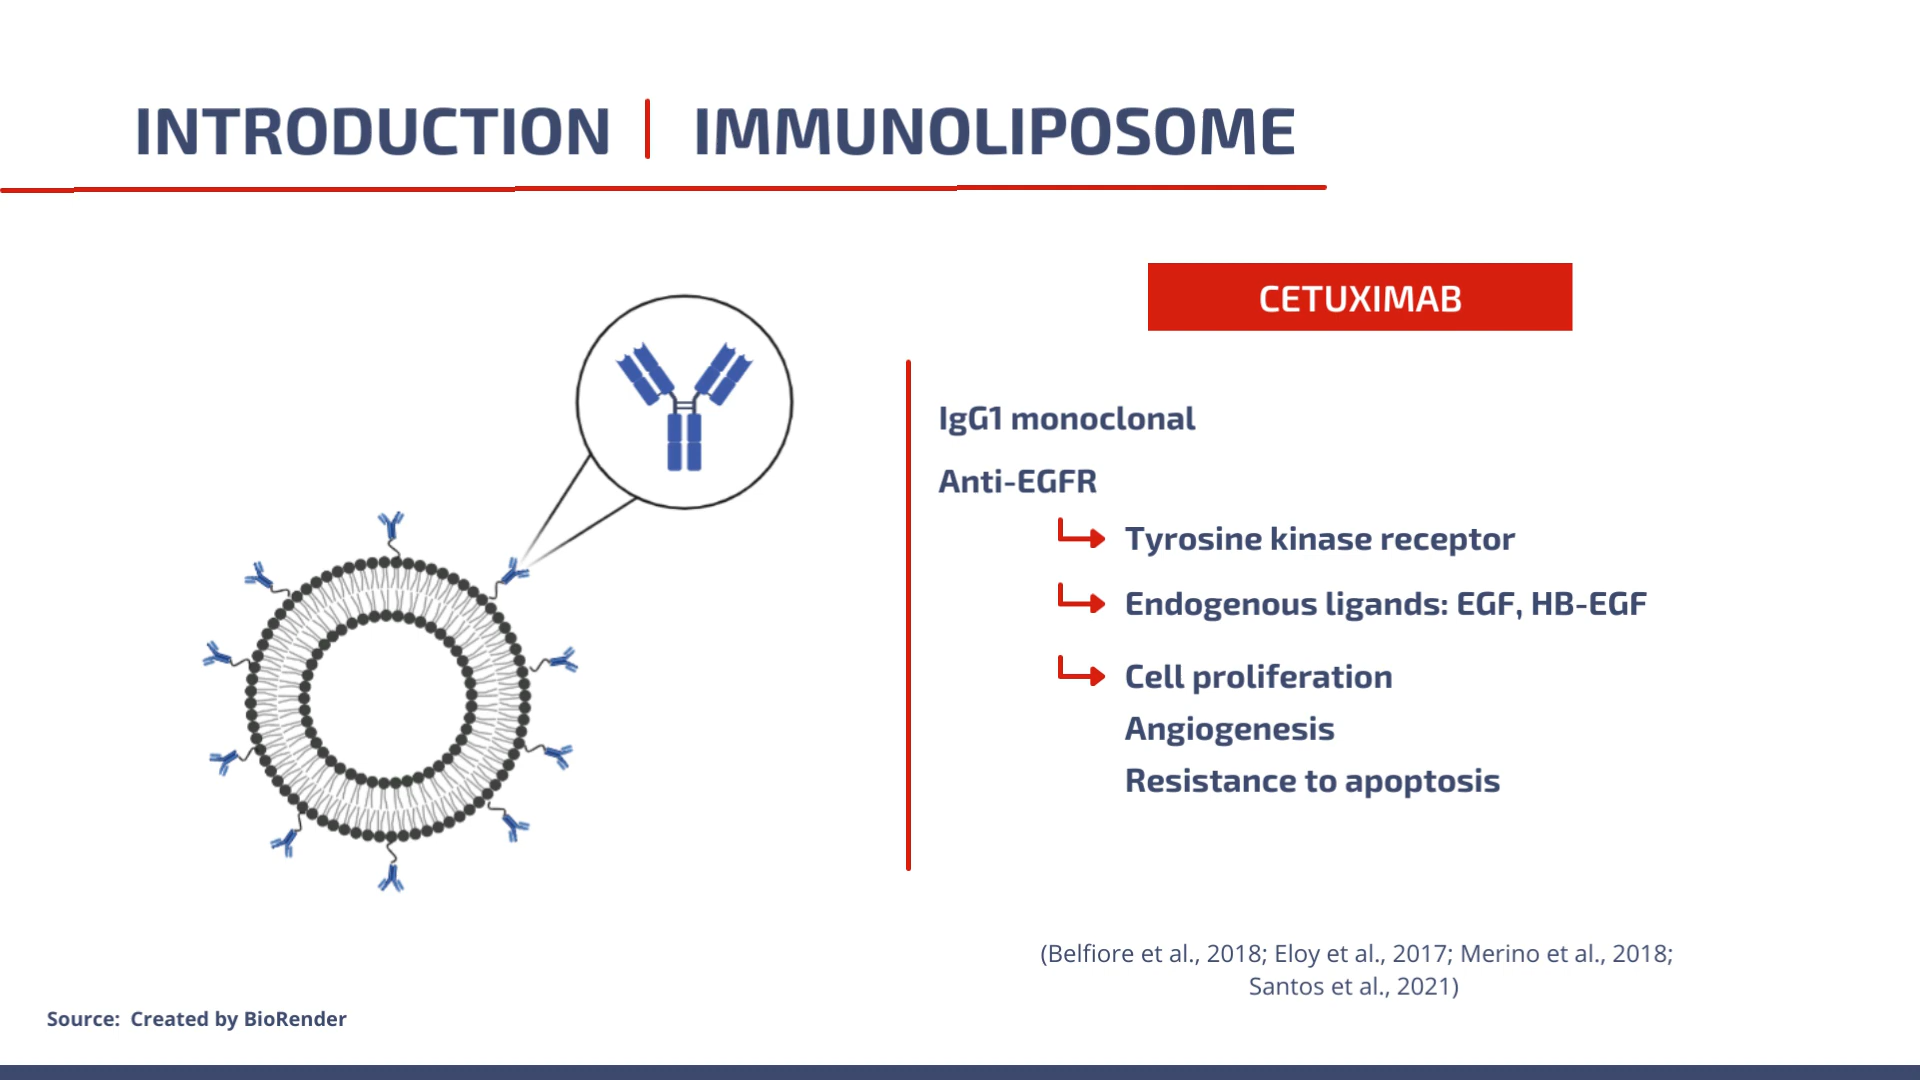 INTRODUCTION | IMMUNOLIPOSOME
CETUXIMAB
IgG1 monoclonal
Anti-EGFR
Tyrosine kinase receptor
Endogenous ligands: EGF, HB-EGF
Cell proliferation
Angiogenesis
Resistance to apoptosis
(Belfiore et al., 2018; Eloy et al., 2017; Merino et al., 2018;
Santos et al., 2021)
Source:  Created by BioRender